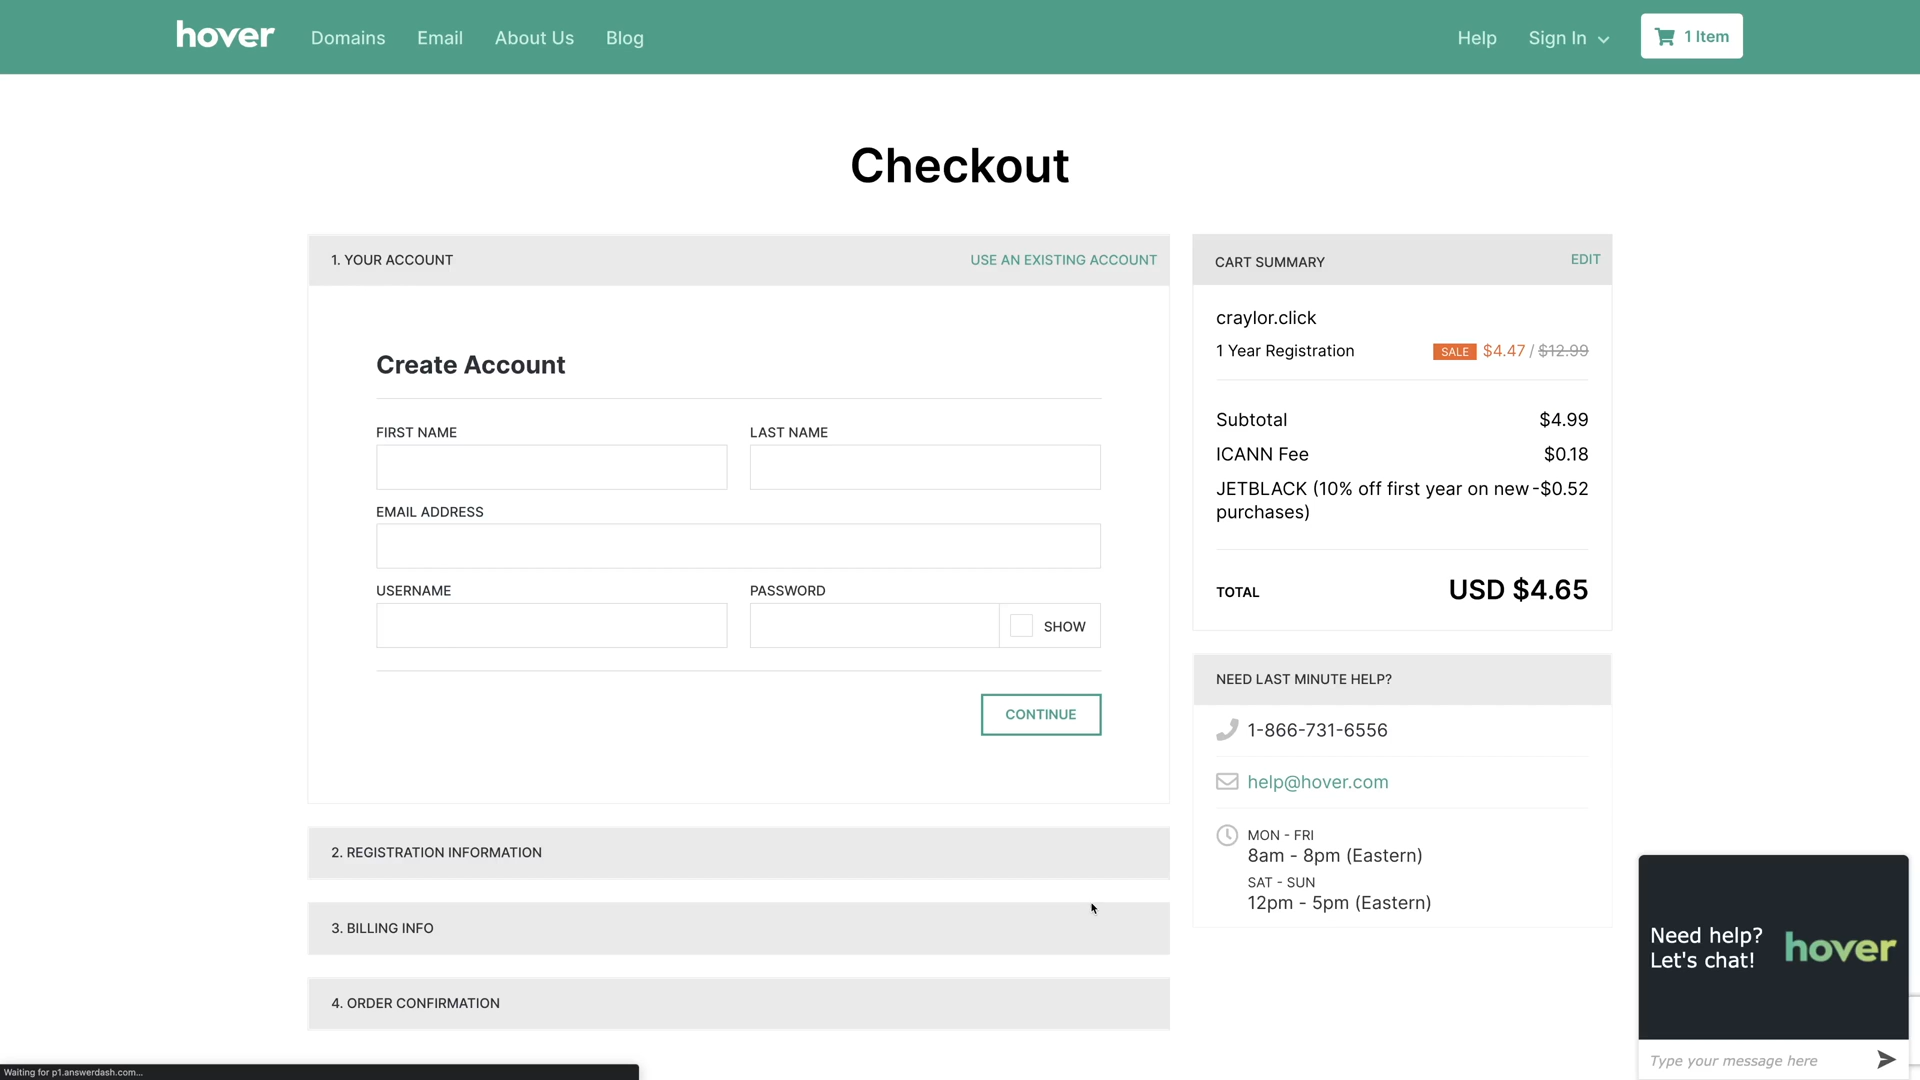 hover
Domains
Email
About Us
Blog
Help
Sign In
1 Item
Checkout
1. YOUR ACCOUNT
USE AN EXISTING ACCOUNT
Create Account
FIRST NAME
LAST NAME
EMAIL ADDRESS
USERNAME
PASSWORD
SHOW
CONTINUE
2. REGISTRATION INFORMATION
3. BILLING INFO
4. ORDER CONFIRMATION
CART SUMMARY
EDIT
craylor.click
1 Year Registration
SALE $4.47 / $12.99
Subtotal $4.99
ICANN Fee $0.18
JETBLACK (10% off first year on new -$0.52
purchases)
TOTAL USD $4.65
NEED LAST MINUTE HELP?
1-866-731-6556
help@hover.com
MON - FRI
8am - 8pm (Eastern)
SAT - SUN
12pm - 5pm (Eastern)
Need help?
Let's chat!
hover
Type your message here
Waiting for p1.answerdash.com...